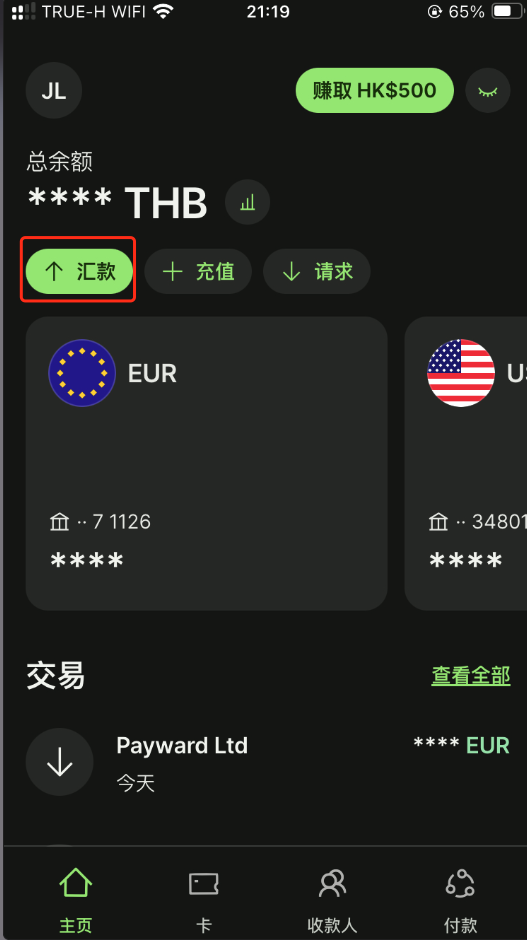 TRUE-H WIFI 21:19 65%
JL 赚取 HK$500
总余额
**** THB
汇款 充值 请求
EUR US
·· 7 1126 ·· 34801
**** ****
交易 查看全部
Payward Ltd **** EUR
今天
主页 卡 收款人 付款